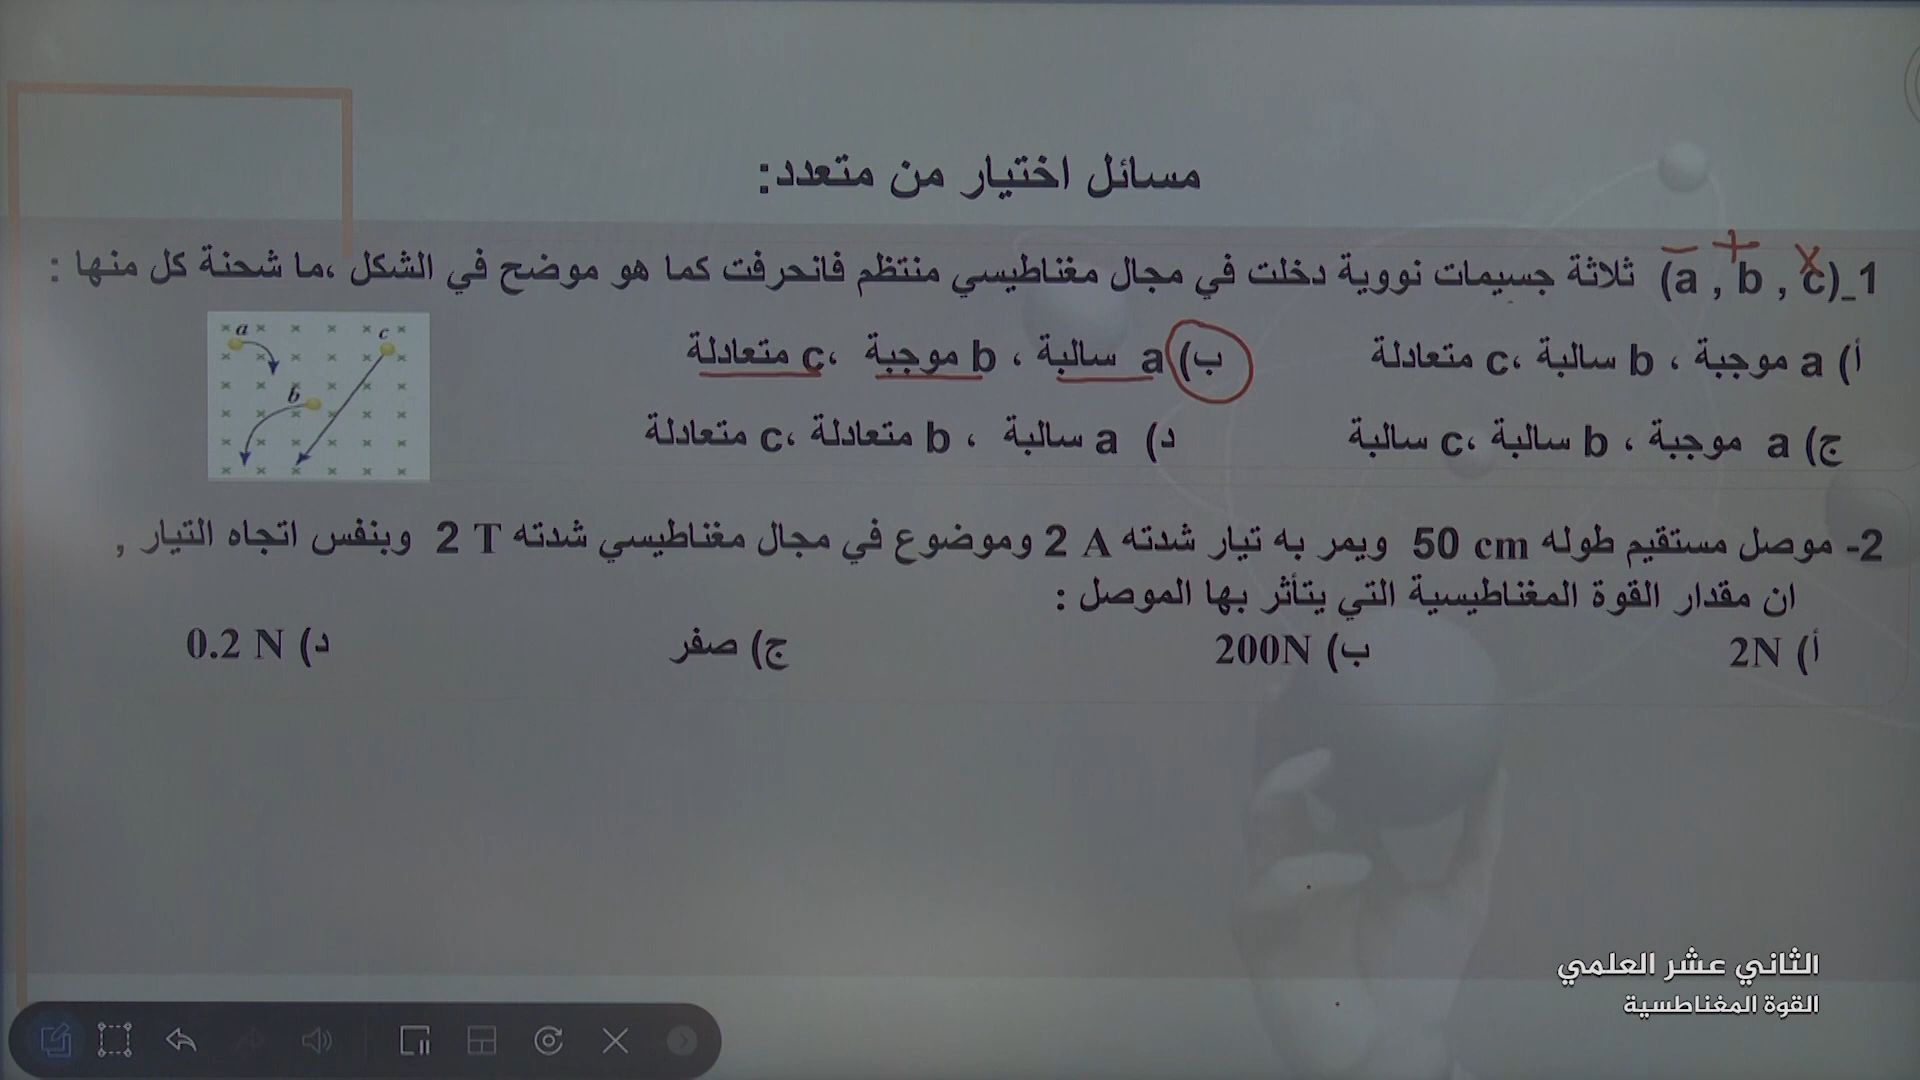 مسائل اختيار من متعدد:
1_(a , b , c) ثلاثة جسيمات نووية دخلت في مجال مغناطيسي منتظم فانحرفت كما هو موضح في الشكل ،ما شحنة كل منها :
− + x
أ) a موجبة ، b سالبة ،c متعادلة
ب) a سالبة ، b موجبة ،c متعادلة
ج) a موجبة ، b سالبة ،c سالبة
د) a سالبة ، b متعادلة ،c متعادلة
a
c
b
2- موصل مستقيم طوله 50 cm ويمر به تيار شدته 2 A وموضوع في مجال مغناطيسي شدته 2 T وبنفس اتجاه التيار ,
ان مقدار القوة المغناطيسية التي يتأثر بها الموصل :
أ) 2N
ب) 200N
ج) صفر
د) 0.2 N
الثاني عشر العلمي
القوة المغناطسية